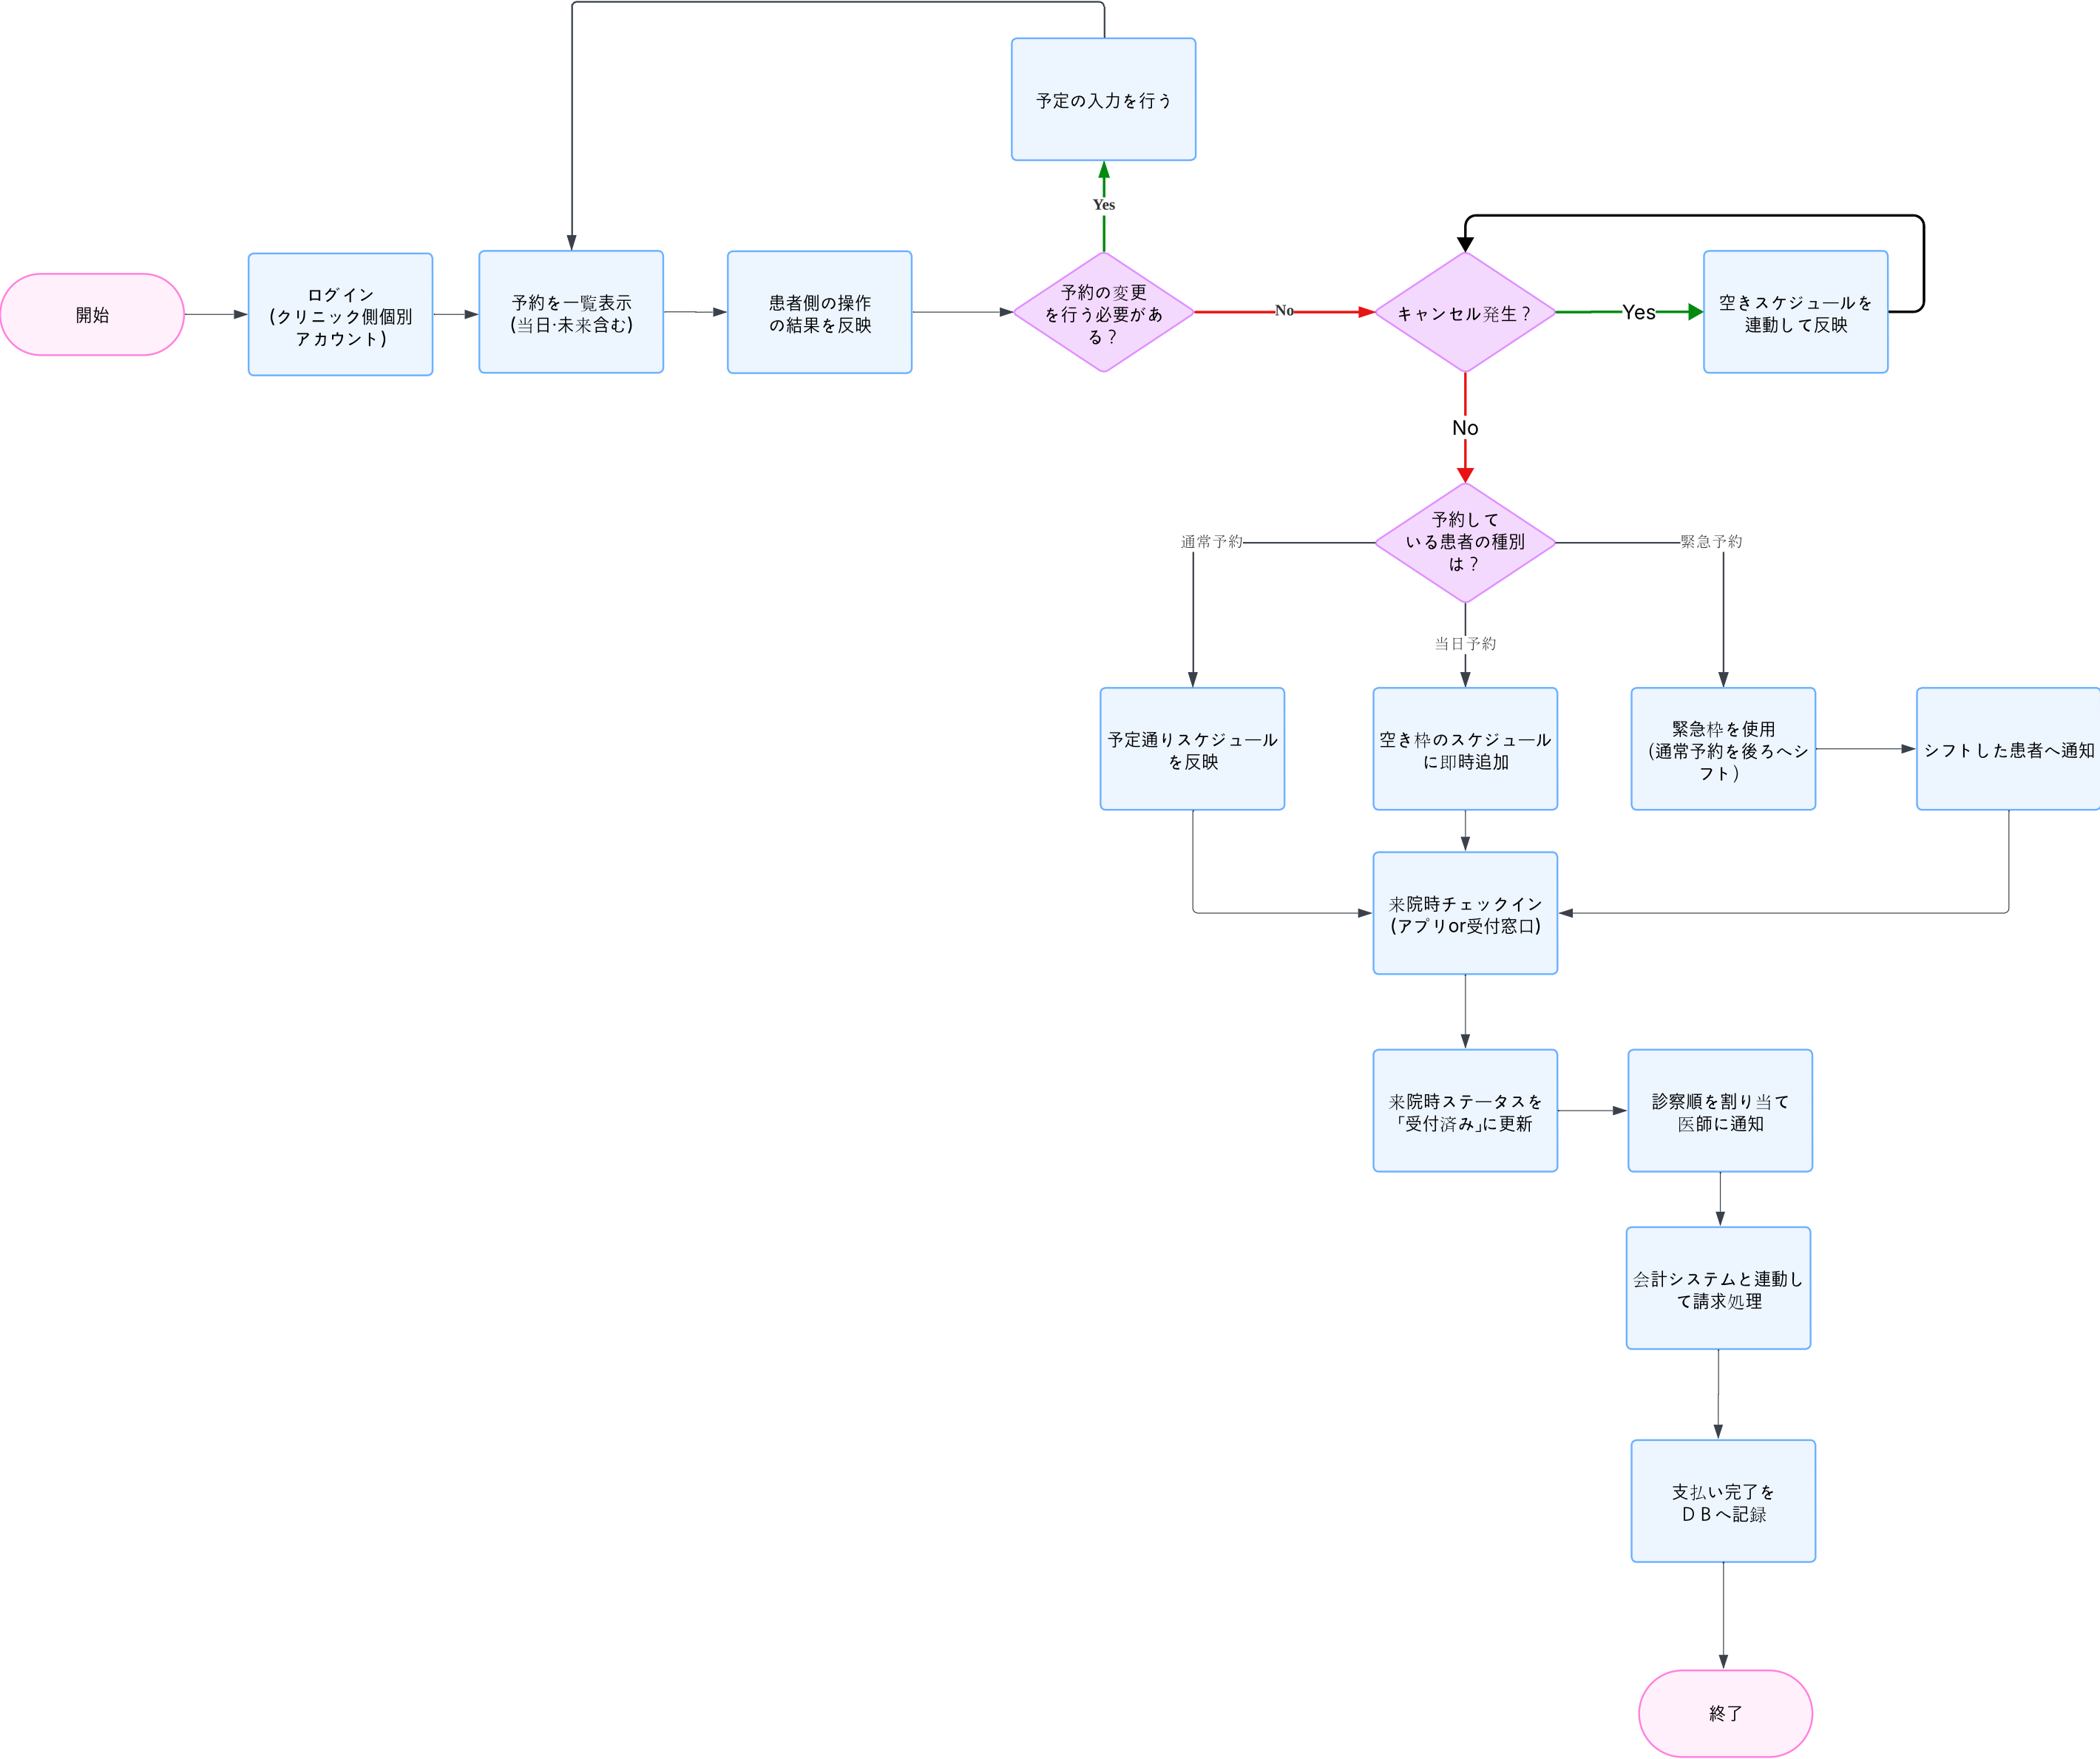 予定の入力を行う
Yes
開始
ログイン
(クリニック側個別
アカウント)
予約を一覧表示
(当日·未来含む)
患者側の操作
の結果を反映
予約の変更
を行う必要があ
る？
No
キャンセル発生？
Yes
空きスケジュールを
連動して反映
No
予約して
いる患者の種別
は？
通常予約
緊急予約
当日予約
予定通りスケジュール
を反映
空き枠のスケジュール
に即時追加
緊急枠を使用
（通常予約を後ろへシ
フト）
シフトした患者へ通知
来院時チェックイン
(アプリor受付窓口)
来院時ステータスを
「受付済み」に更新
診察順を割り当て
医師に通知
会計システムと連動し
て請求処理
支払い完了を
ＤＢへ記録
終了